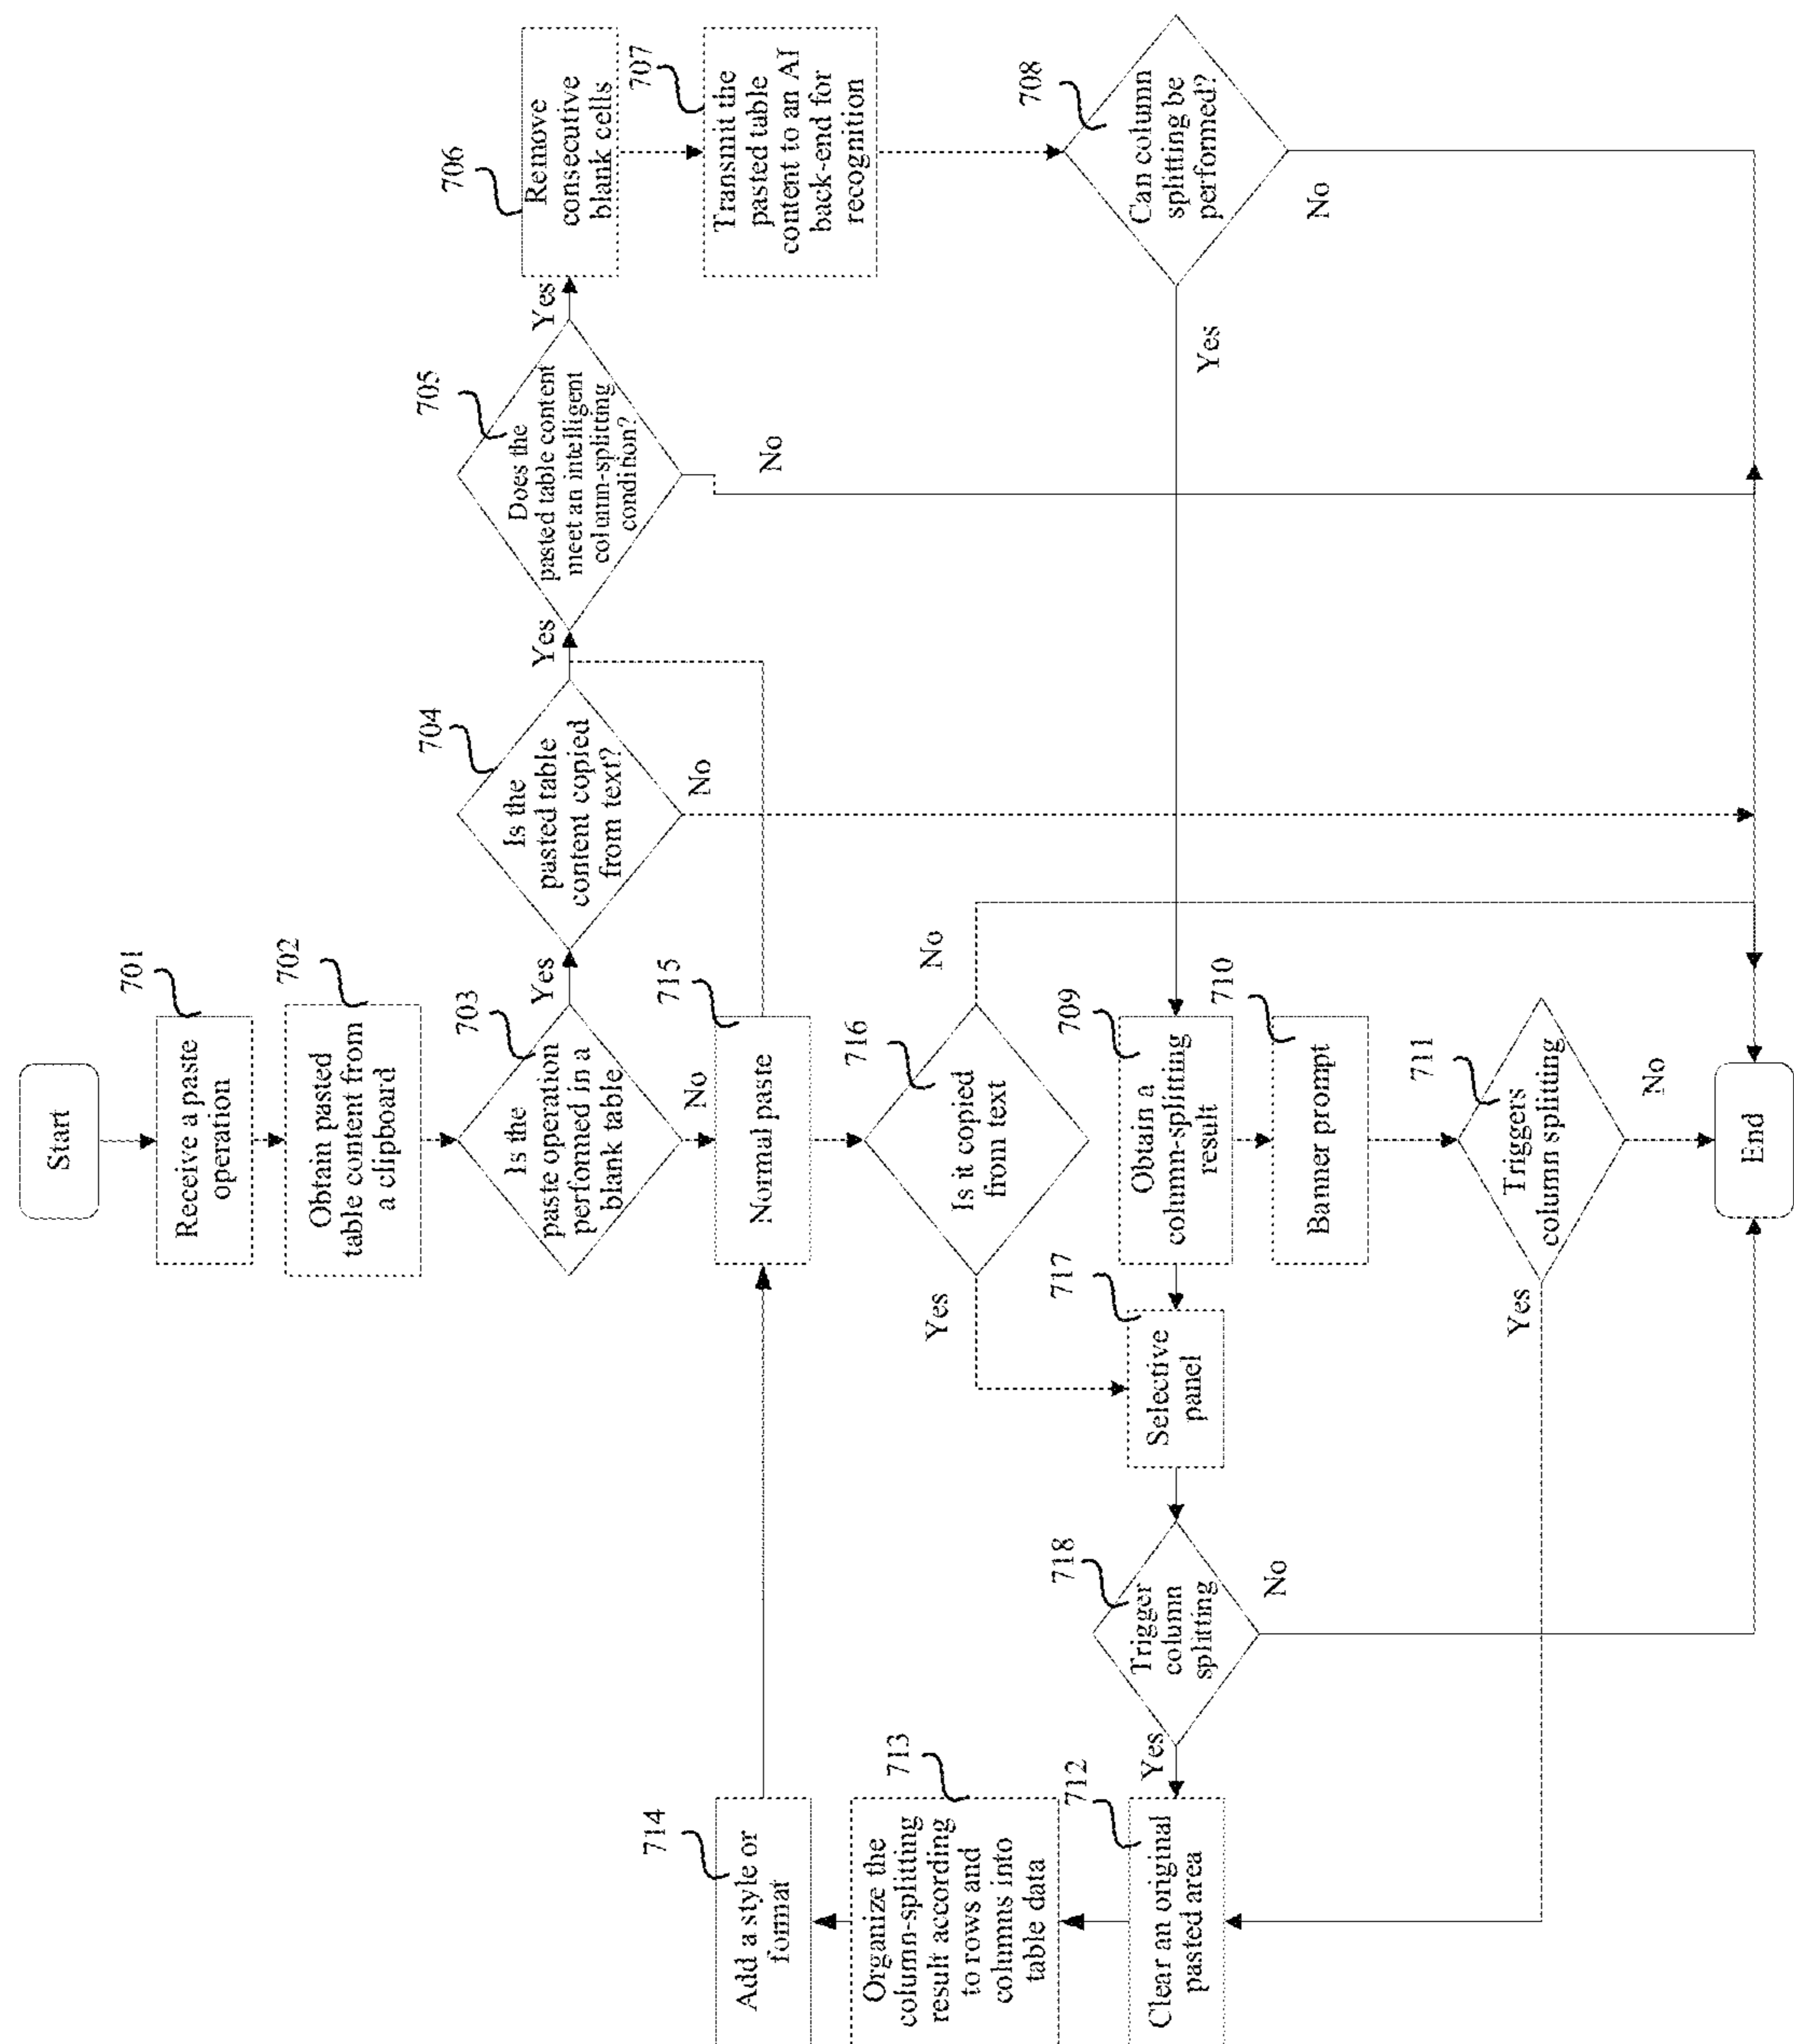 Start
701
Receive a paste
operation
702
Obtain pasted
table content from
a clipboard
703
Is the
paste operation
performed in a
blank table
Yes
No
704
Is the
pasted table
content copied
from text?
Yes
No
705
Does the
pasted table content
meet an intelligent
column-splitting
condition?
Yes
No
706
Remove
consecutive
blank cells
707
Transmit the
pasted table
content to an AI
back-end for
recognition
708
Can column
splitting be
performed?
Yes
No
715
Normal paste
716
Is it copied
from text
Yes
No
709
Obtain a
column-splitting
result
710
Banner prompt
711
Triggers
column splitting
Yes
No
717
Selective
panel
718
Trigger
column
splitting
Yes
No
712
Clear an original
pasted area
713
Organize the
column-splitting
result according
to rows and
columns into
table data
714
Add a style or
format
End